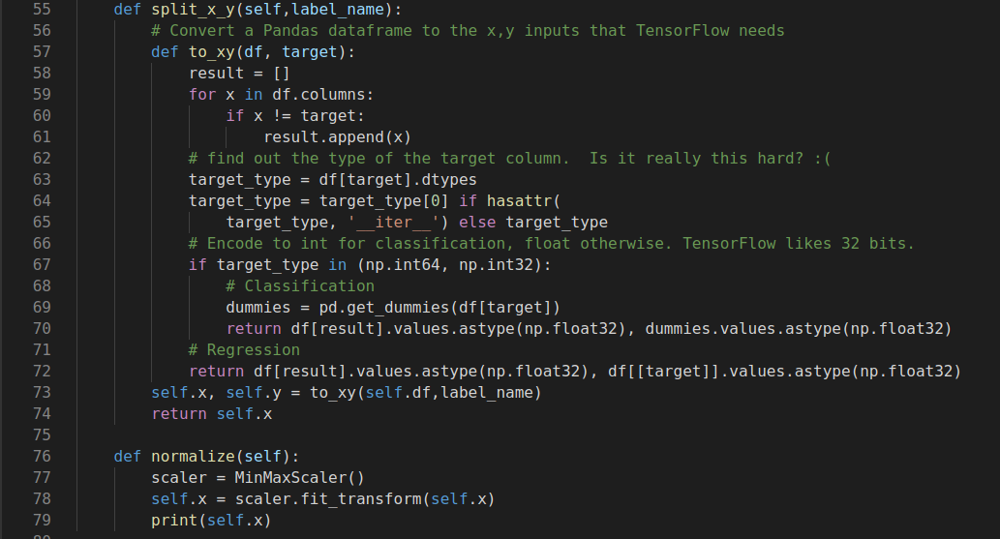 55 def split_x_y(self,label_name):
56 # Convert a Pandas dataframe to the x,y inputs that TensorFlow needs
57 def to_xy(df, target):
58 result = []
59 for x in df.columns:
60 if x != target:
61 result.append(x)
62 # find out the type of the target column.  Is it really this hard? :(
63 target_type = df[target].dtypes
64 target_type = target_type[0] if hasattr(
65 target_type, '__iter__') else target_type
66 # Encode to int for classification, float otherwise. TensorFlow likes 32 bits.
67 if target_type in (np.int64, np.int32):
68 # Classification
69 dummies = pd.get_dummies(df[target])
70 return df[result].values.astype(np.float32), dummies.values.astype(np.float32)
71 # Regression
72 return df[result].values.astype(np.float32), df[[target]].values.astype(np.float32)
73 self.x, self.y = to_xy(self.df,label_name)
74 return self.x
75
76 def normalize(self):
77 scaler = MinMaxScaler()
78 self.x = scaler.fit_transform(self.x)
79 print(self.x)